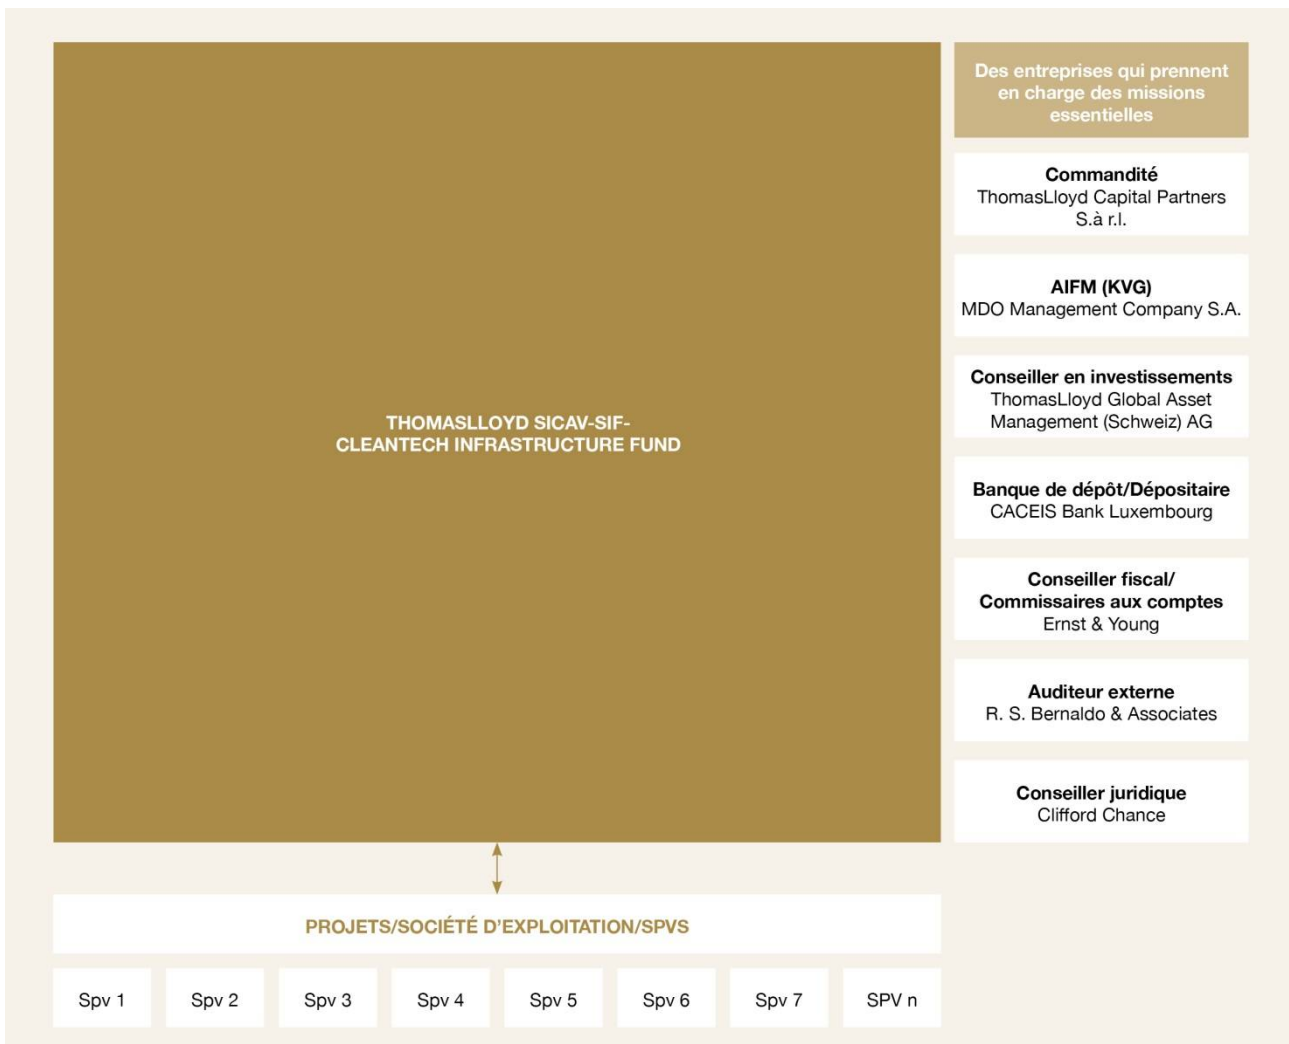 THOMASLLOYD SICAV-SIF-
CLEANTECH INFRASTRUCTURE FUND
Des entreprises qui prennent
en charge des missions
essentielles
Commandité
ThomasLloyd Capital Partners
S.à r.l.
AIFM (KVG)
MDO Management Company S.A.
Conseiller en investissements
ThomasLloyd Global Asset
Management (Schweiz) AG
Banque de dépôt/Dépositaire
CACEIS Bank Luxembourg
Conseiller fiscal/
Commissaires aux comptes
Ernst & Young
Auditeur externe
R. S. Bernaldo & Associates
Conseiller juridique
Clifford Chance
PROJETS/SOCIÉTÉ D’EXPLOITATION/SPVS
Spv 1
Spv 2
Spv 3
Spv 4
Spv 5
Spv 6
Spv 7
SPV n